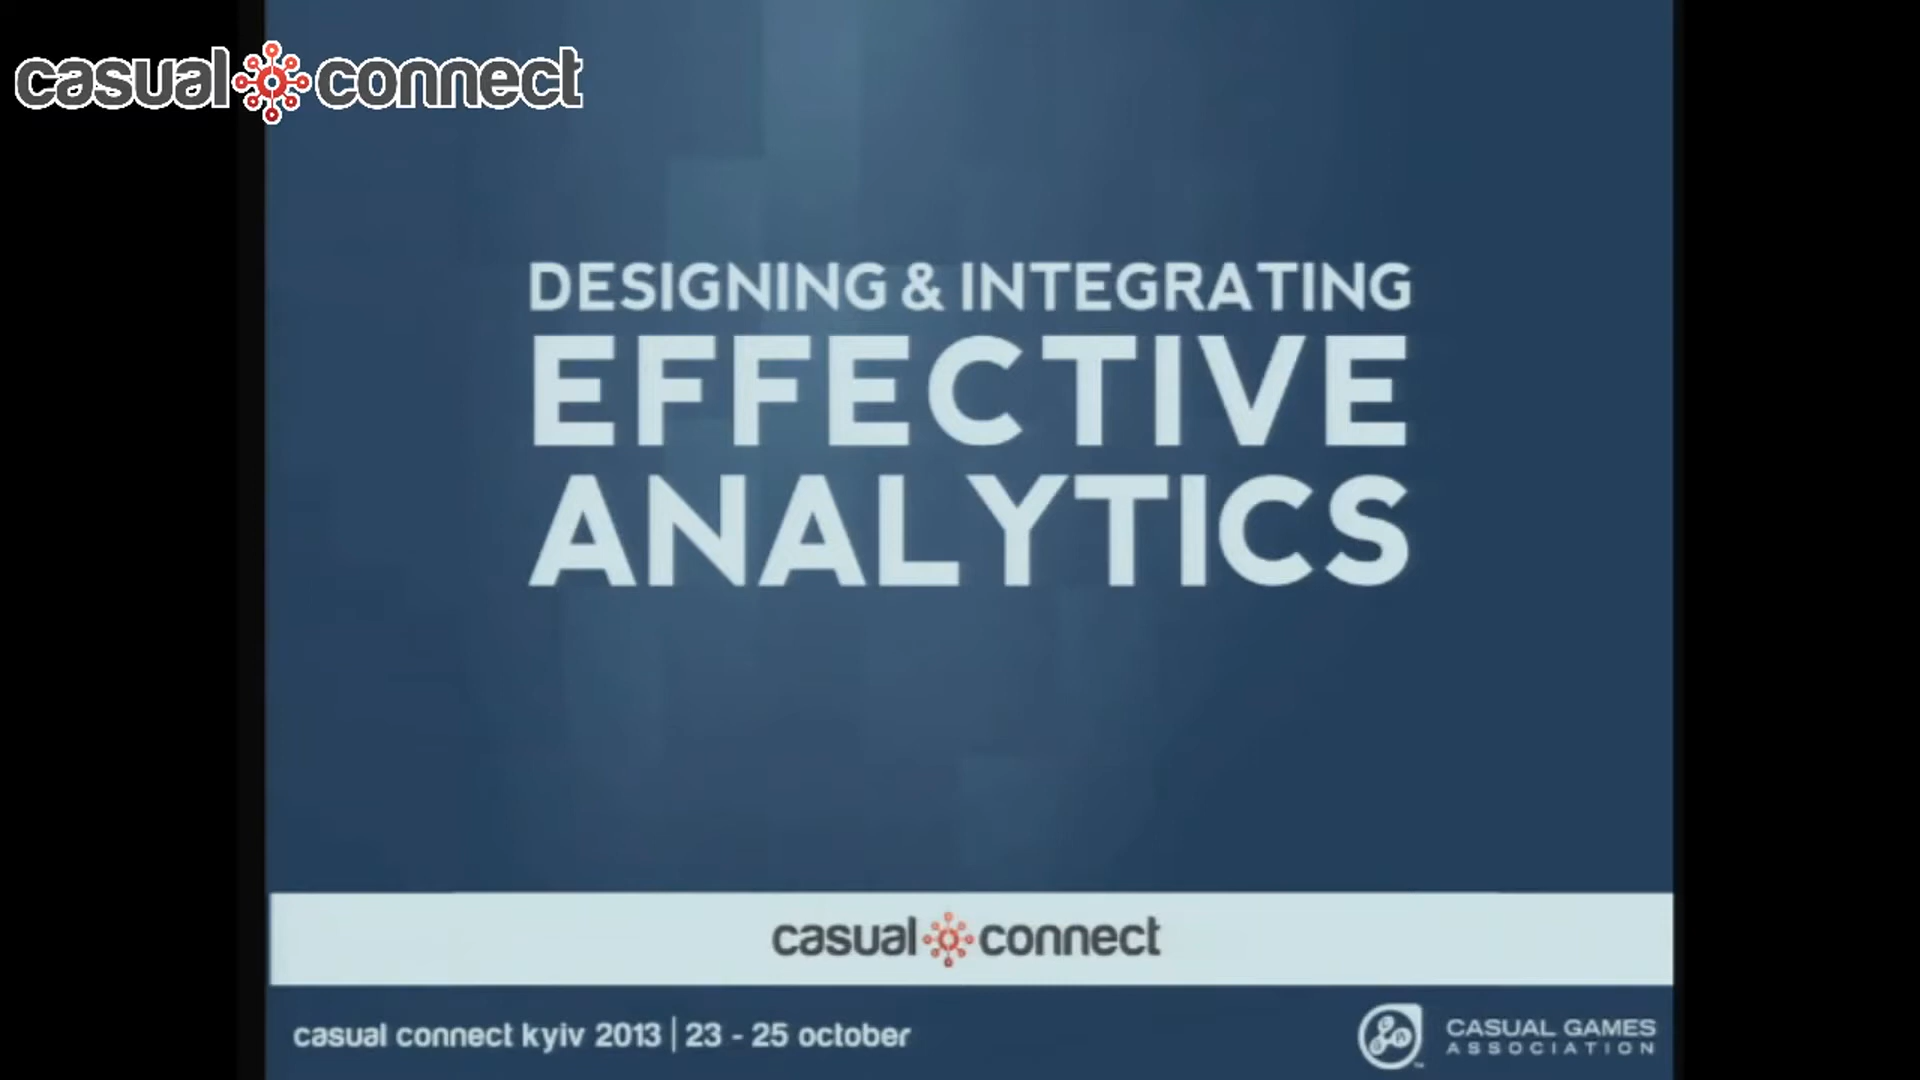 casual connect
DESIGNING & INTEGRATING
EFFECTIVE
ANALYTICS
casual connect
casual connect kyiv 2013 | 23 - 25 october
CASUAL GAMES
ASSOCIATION